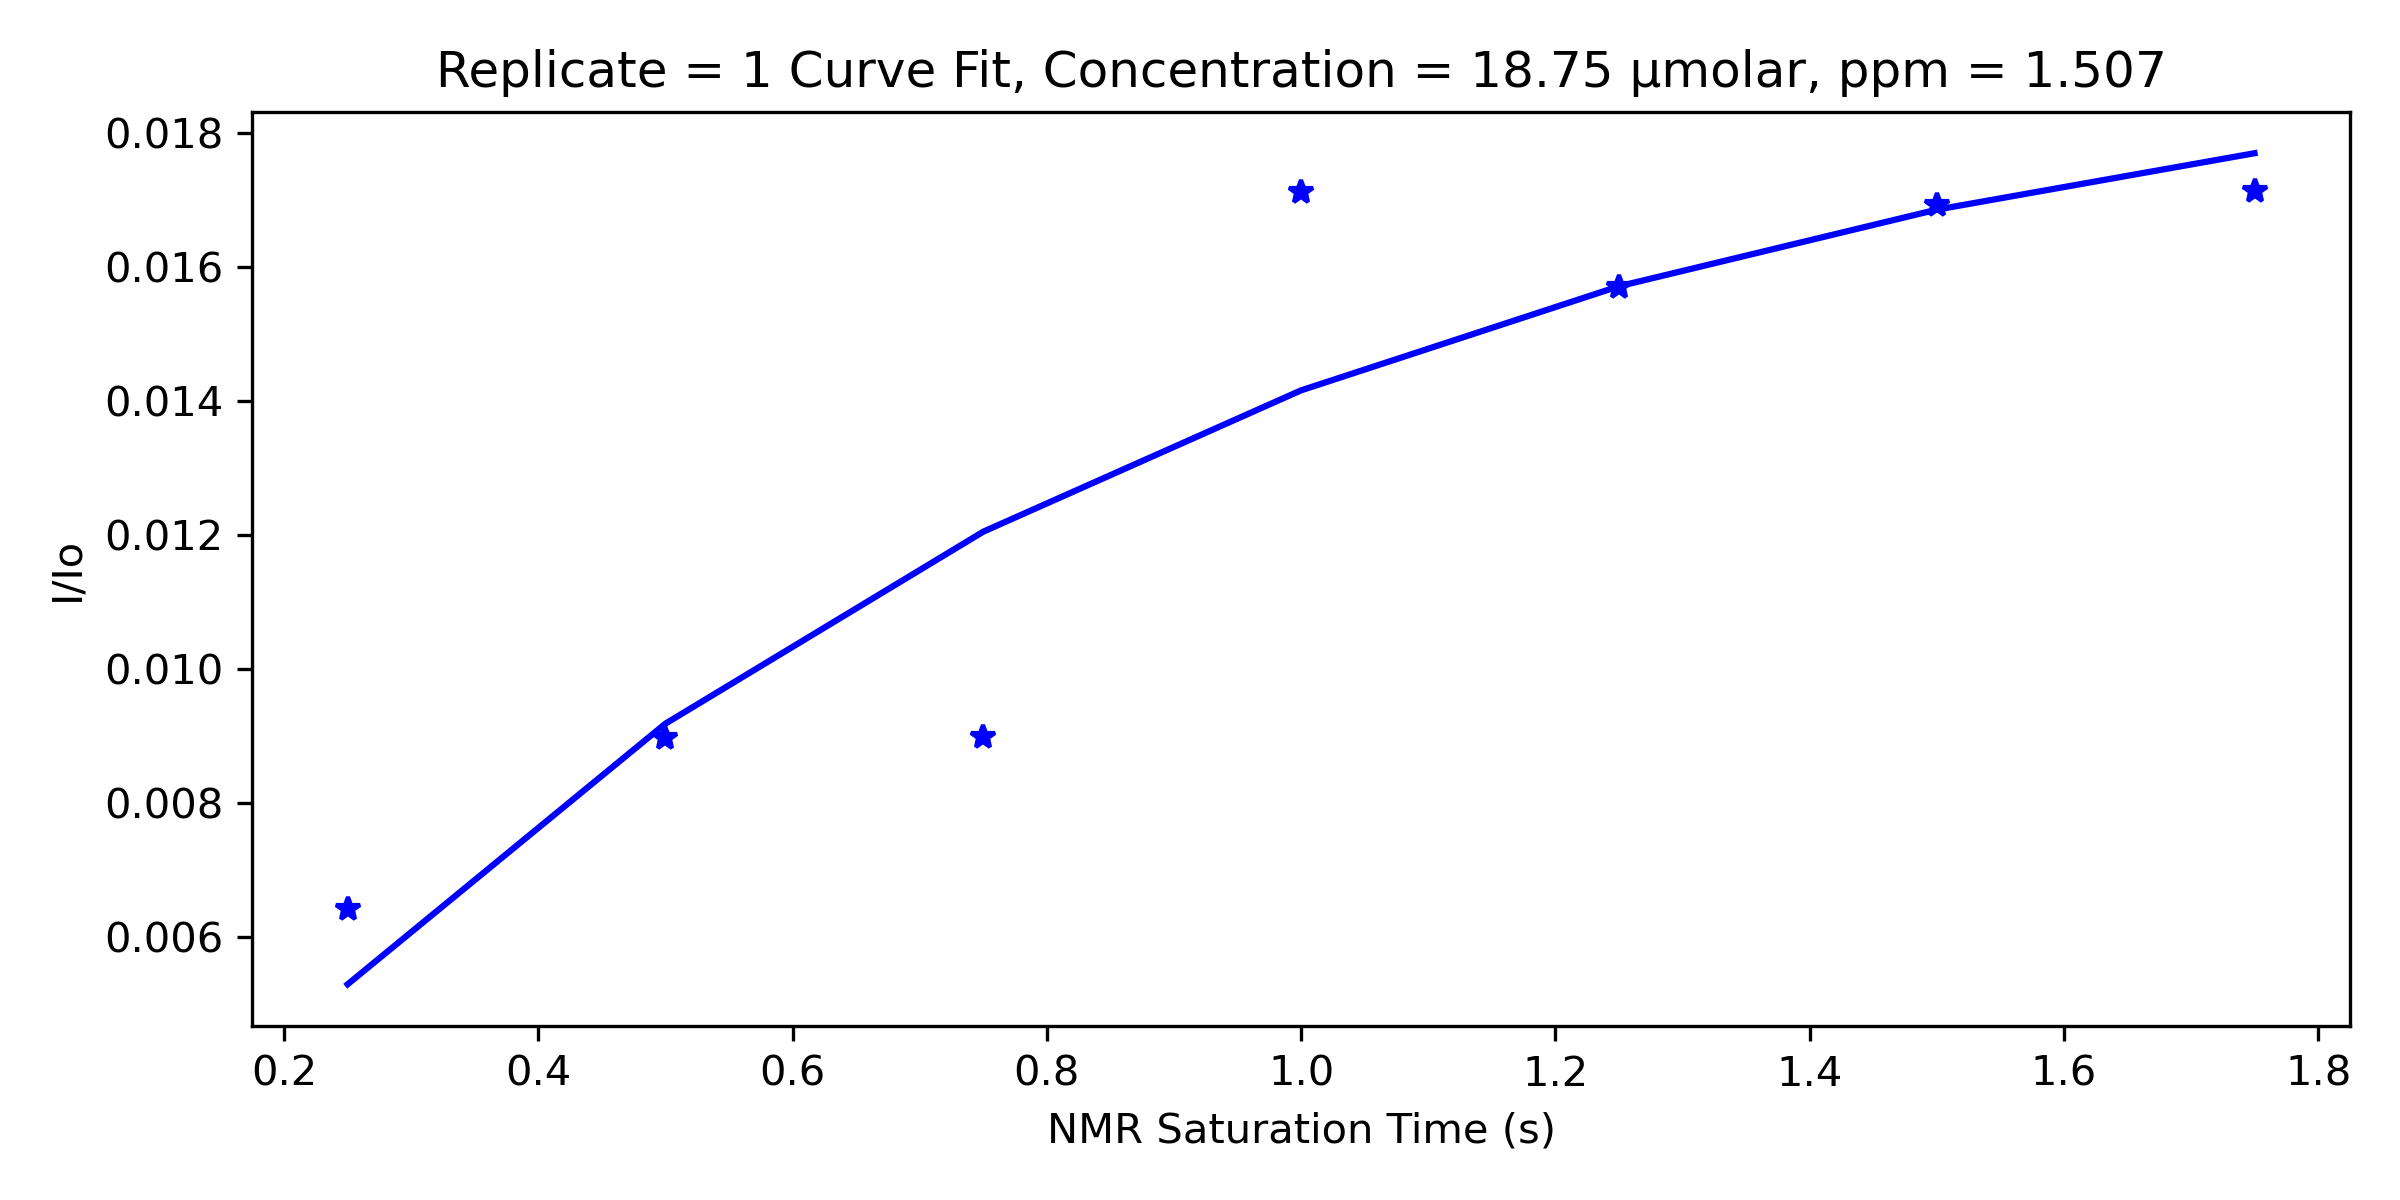 Replicate = 1 Curve Fit, Concentration = 18.75 μmolar, ppm = 1.507
0.018
0.016
0.014
0.012
0.010
0.008
0.006
I/Io
0.2 0.4 0.6 0.8 1.0 1.2 1.4 1.6 1.8
NMR Saturation Time (s)